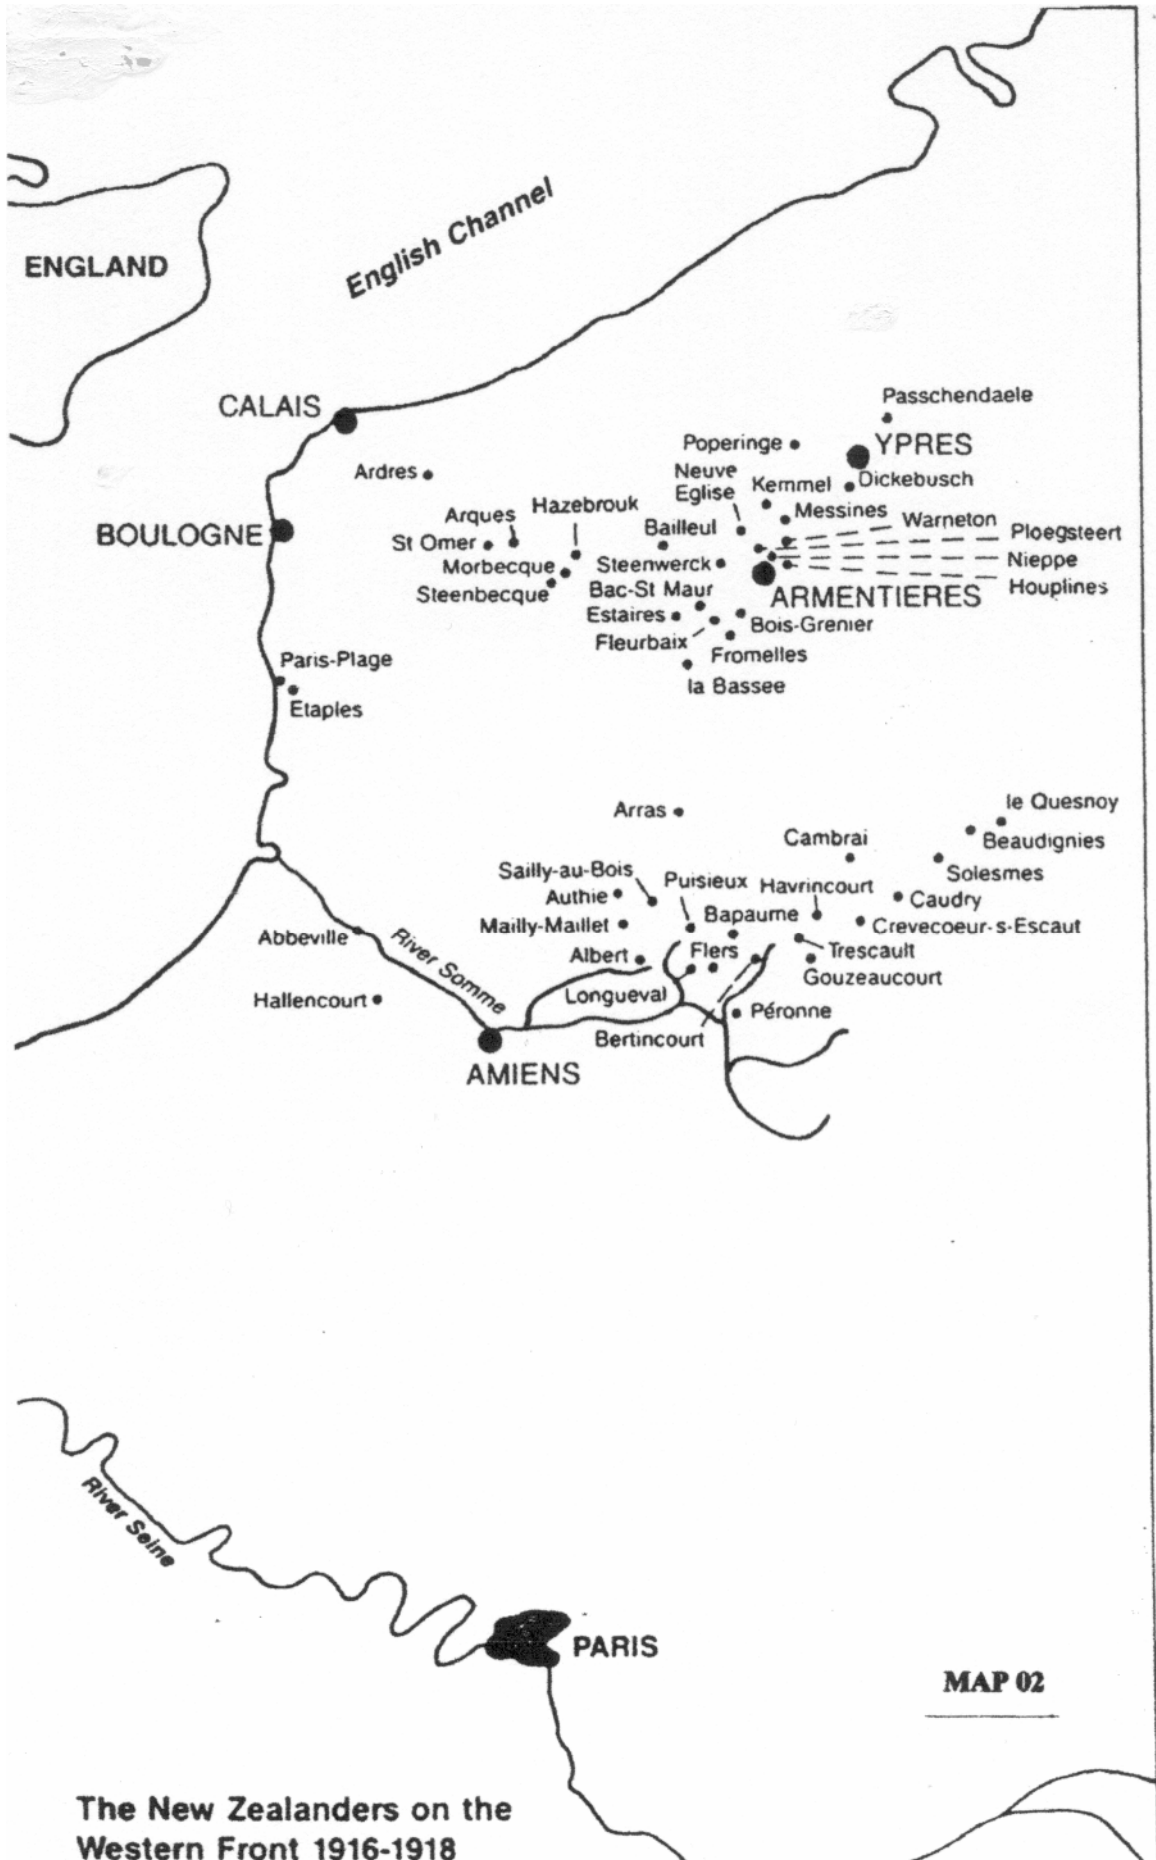 ENGLAND
English Channel
CALAIS
Passchendaele
Poperinge
YPRES
Ardres
Neuve
Eglise
Kemmel
Dickebusch
Hazebrouk
Arques
Messines
Warneton
BOULOGNE
St Omer
Bailleul
Ploegsteert
Morbecque
Steenwerck
Nieppe
Steenbecque
Bac-St Maur
ARMENTIERES
Houplines
Estaires
Bois-Grenier
Fleurbaix
Fromelles
Paris-Plage
la Bassee
Etaples
Arras
le Quesnoy
Cambrai
Beaudignies
Sailly-au-Bois
Puisieux
Havrincourt
Solesmes
Authie
Caudry
Mailly-Maillet
Bapaume
Crevecoeur-s-Escaut
Abbeville
River Somme
Albert
Flers
Trescault
Gouzeaucourt
Hallencourt
Longueval
Péronne
Bertincourt
AMIENS
River Seine
PARIS
MAP 02
The New Zealanders on the
Western Front 1916-1918